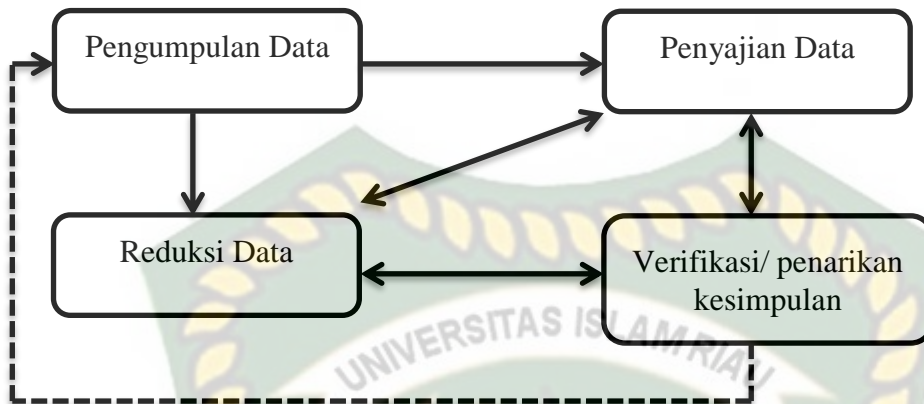 Pengumpulan Data
Penyajian Data
Reduksi Data
Verifikasi/ penarikan
kesimpulan
UNIVERSITAS ISLAM RIAU